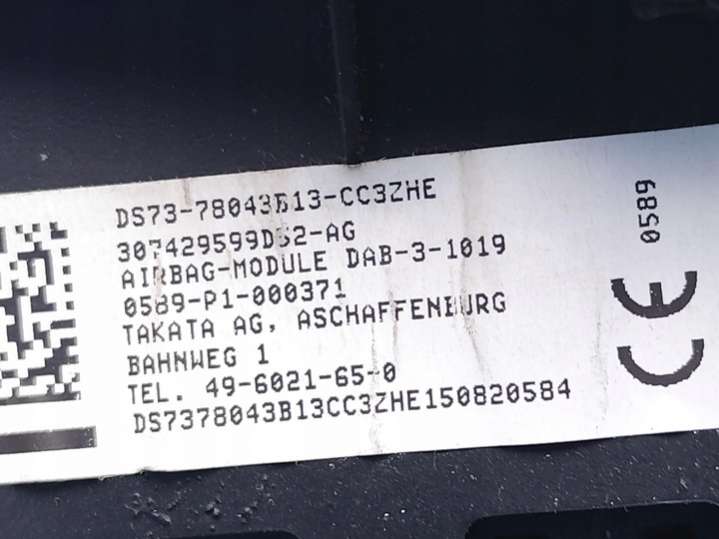 DS73-78043B13-CC3ZHE
307429599DS2-AG
AIRBAG-MODULE DAB-3-1019
0589-P1-000371
TAKATA AG, ASCHAFFENBURG
BAHNWEG 1
TEL. 49-6021-65-0
DS7378043B13CC3ZHE150820584
CE 0589